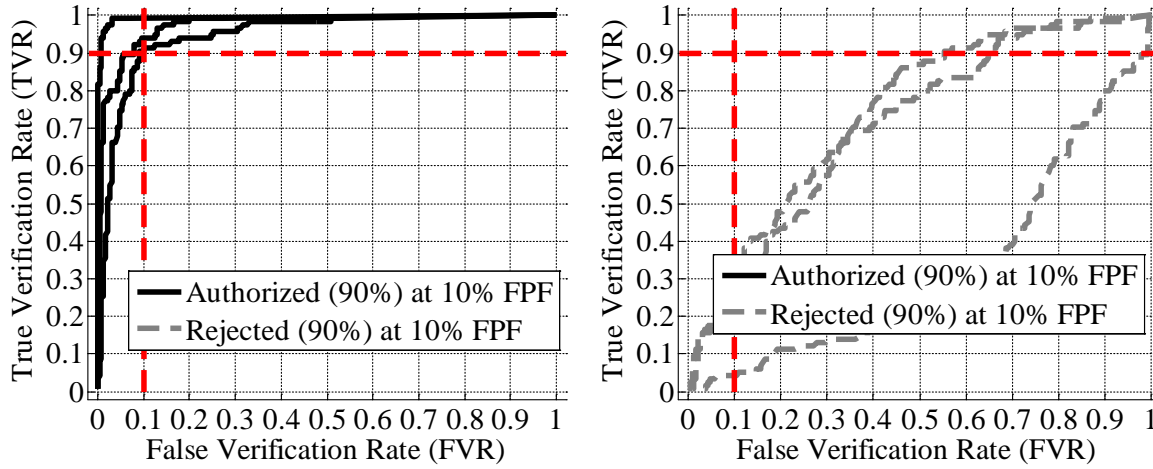 True Verification Rate (TVR)
1
0.9
0.8
0.7
0.6
0.5
0.4
0.3
0.2
0.1
0
Authorized (90%) at 10% FPF
Rejected (90%) at 10% FPF
0 0.1 0.2 0.3 0.4 0.5 0.6 0.7 0.8 0.9 1
False Verification Rate (FVR)
True Verification Rate (TVR)
1
0.9
0.8
0.7
0.6
0.5
0.4
0.3
0.2
0.1
0
Authorized (90%) at 10% FPF
Rejected (90%) at 10% FPF
0 0.1 0.2 0.3 0.4 0.5 0.6 0.7 0.8 0.9 1
False Verification Rate (FVR)